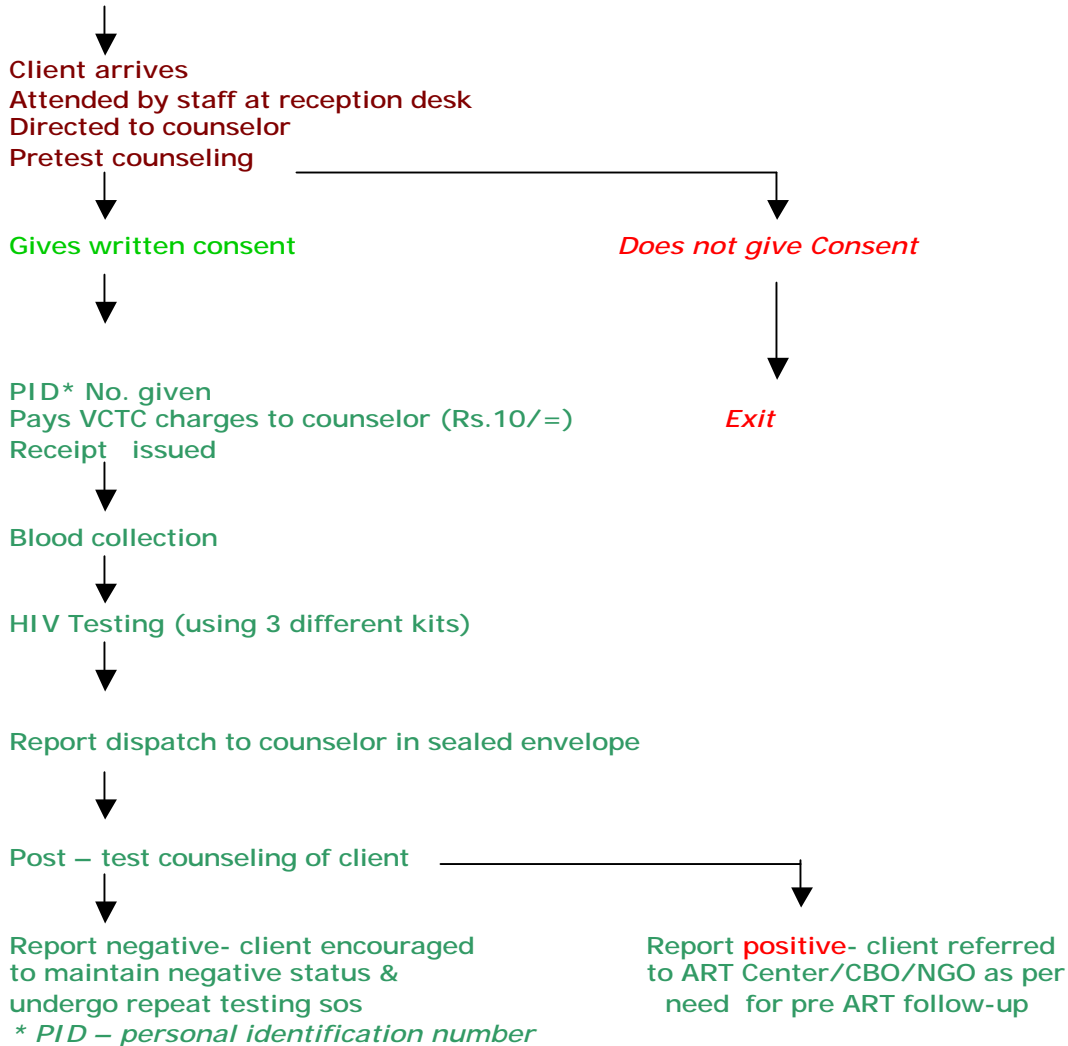 Client arrives
Attended by staff at reception desk
Directed to counselor
Pretest counseling
Gives written consent
Does not give Consent
PID* No. given
Pays VCTC charges to counselor (Rs.10/=)
Exit
Receipt issued
Blood collection
HIV Testing (using 3 different kits)
Report dispatch to counselor in sealed envelope
Post – test counseling of client
Report negative- client encouraged
to maintain negative status &
undergo repeat testing sos
Report positive- client referred
to ART Center/CBO/NGO as per
need for pre ART follow-up
* PID – personal identification number